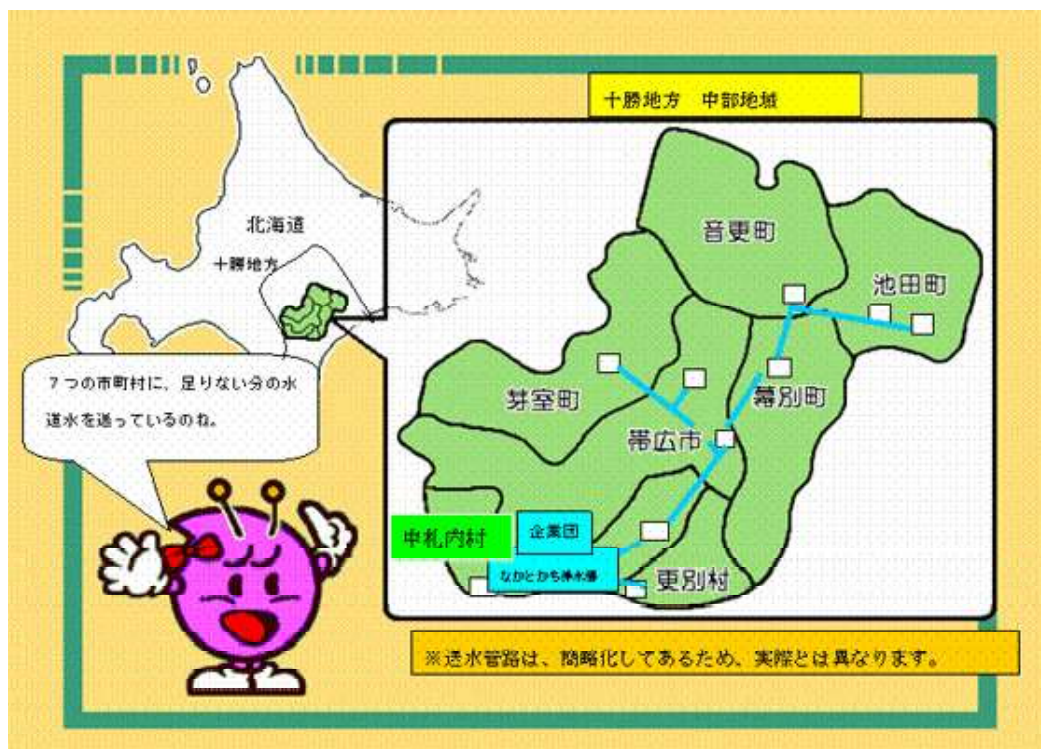 十勝地方 中部地域
北海道
十勝地方
音更町
池田町
芽室町
幕別町
帯広市
7つの市町村に、足りない分の水
道水を送っているのね。
中札内村
企業団
なかとかち浄水場
更別村
※送水管路は、簡略化してあるため、実際とは異なります。